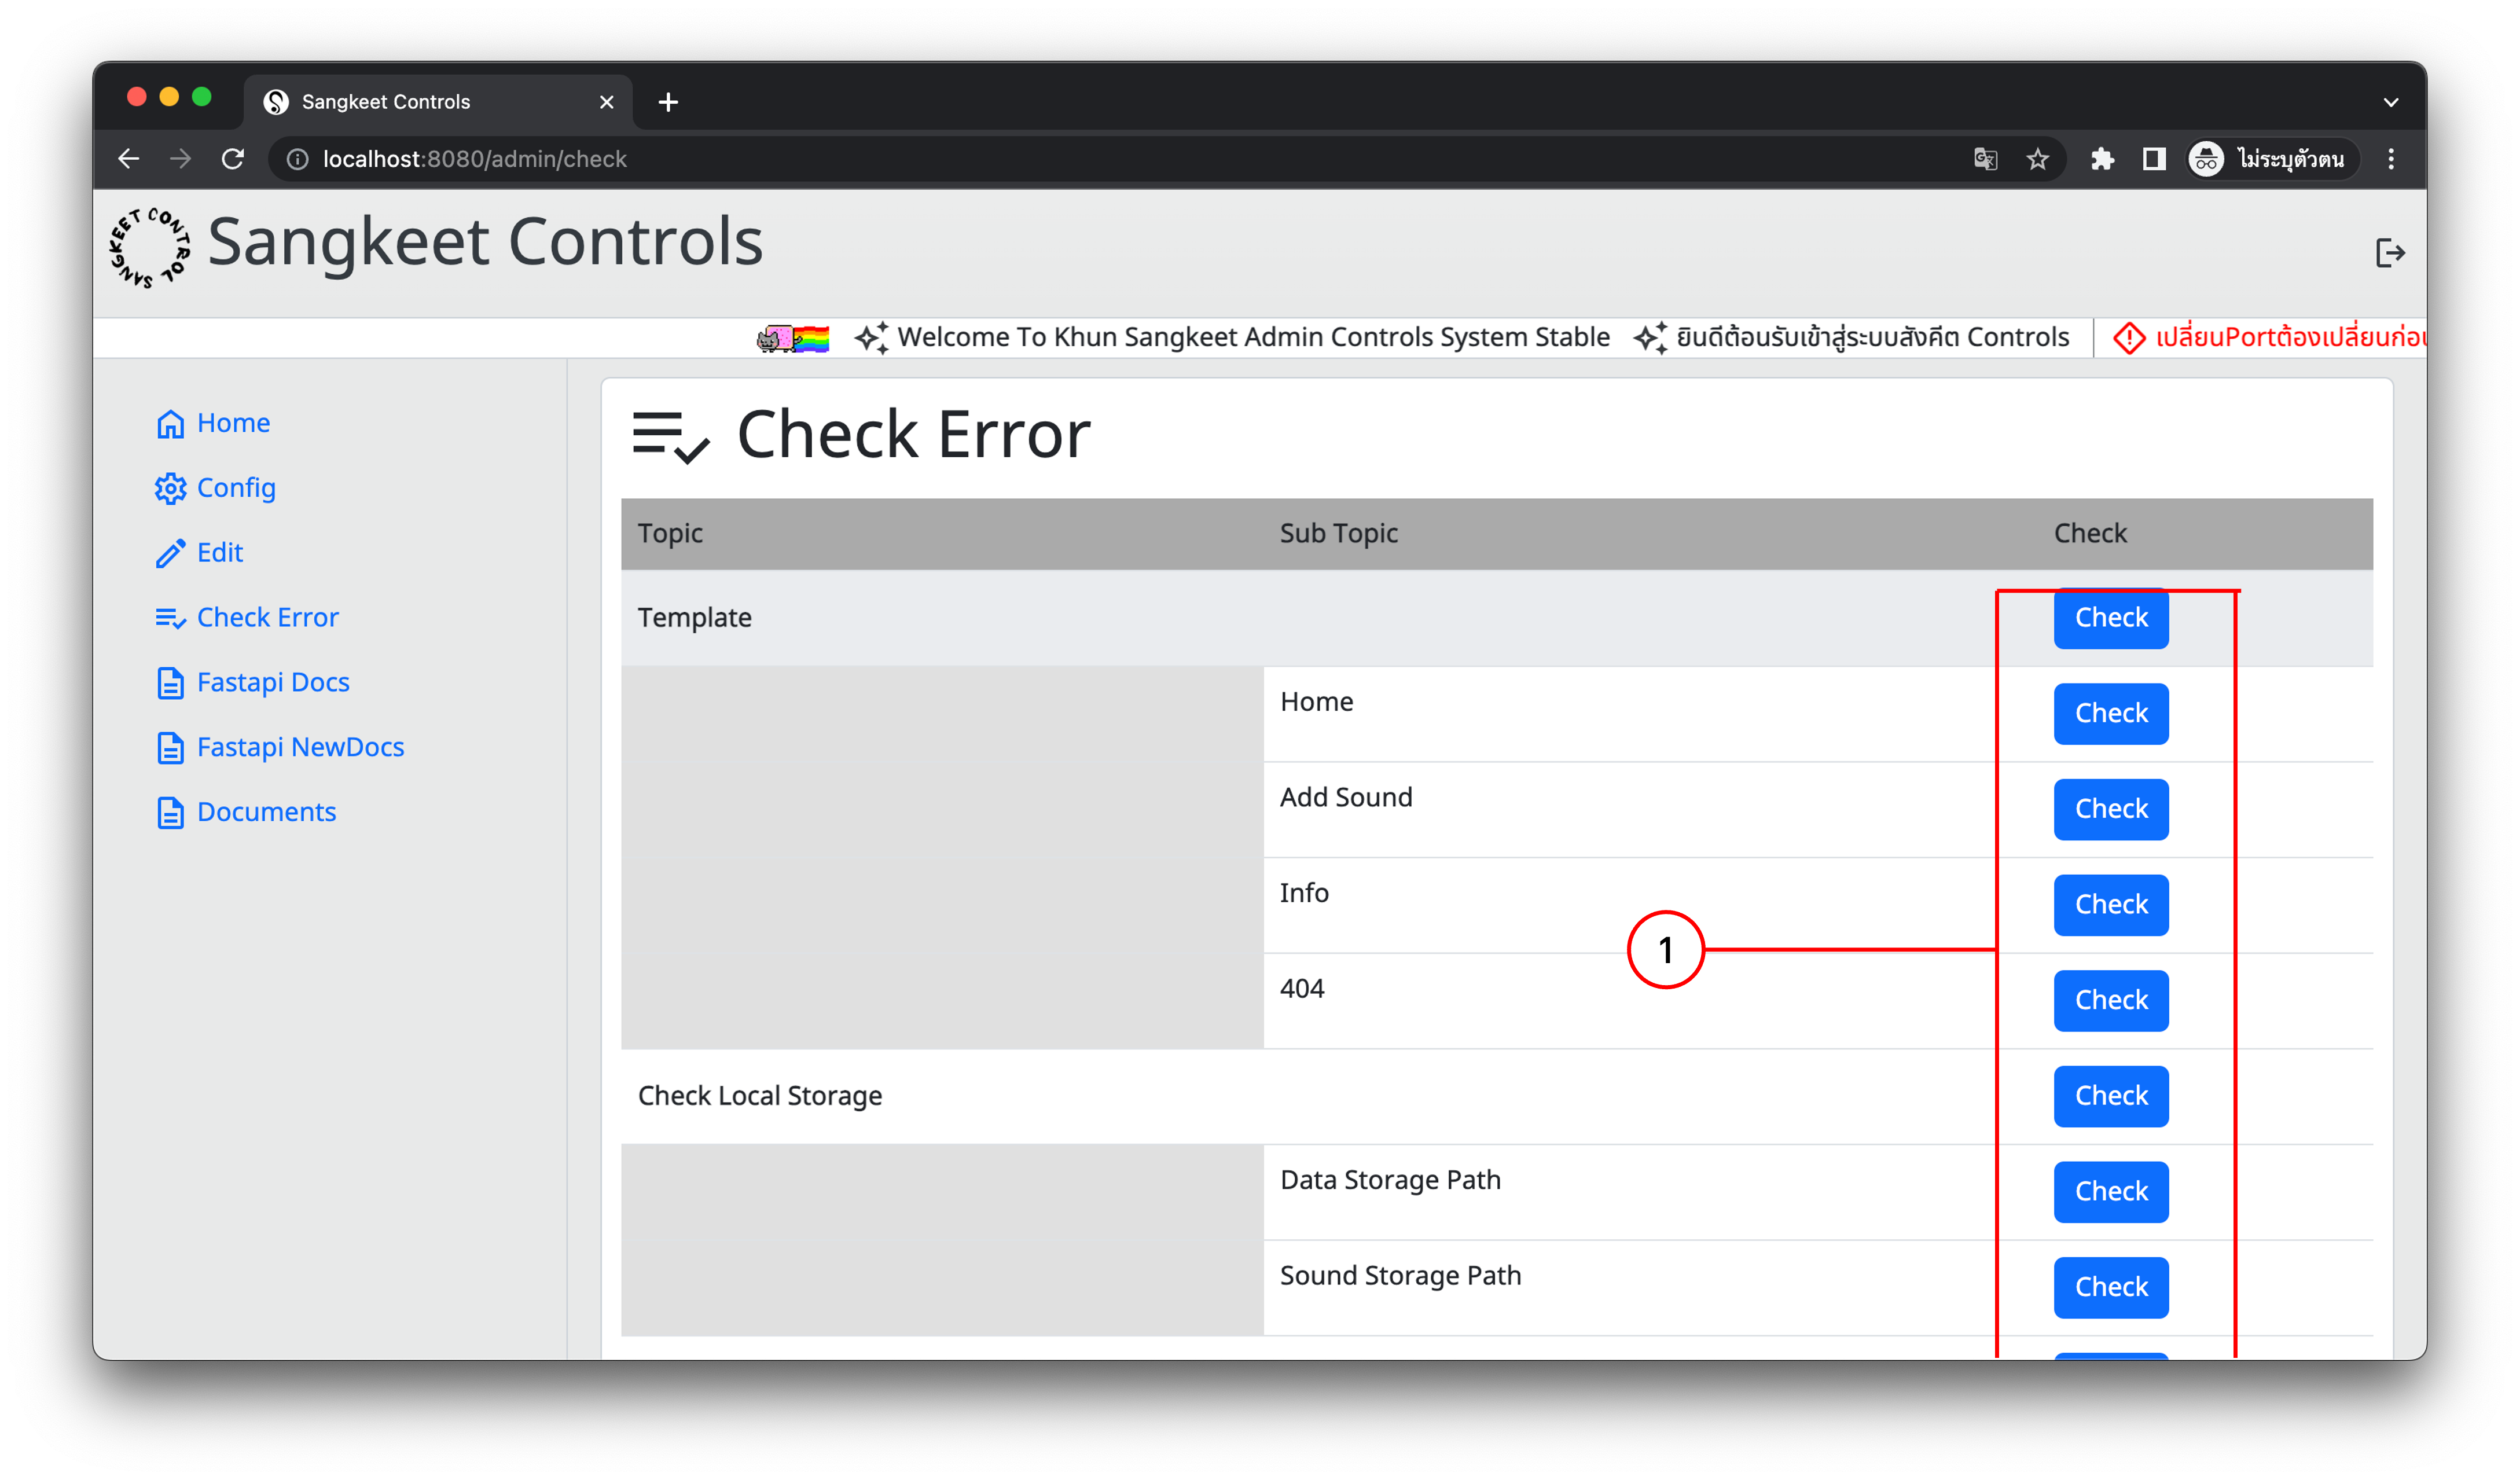 Sangkeet Controls
localhost:8080/admin/check
ไม่ระบุตัวตน
SANGKEET CONTROL
Sangkeet Controls
Welcome To Khun Sangkeet Admin Controls System Stable ยินดีต้อนรับเข้าสู่ระบบสังคีต Controls เปลี่ยนPortต้องเปลี่ยนก่อน
Home
Config
Edit
Check Error
Fastapi Docs
Fastapi NewDocs
Documents
Check Error
Topic Sub Topic Check
Template Check
Home Check
Add Sound Check
Info Check
1
404 Check
Check Local Storage Check
Data Storage Path Check
Sound Storage Path Check